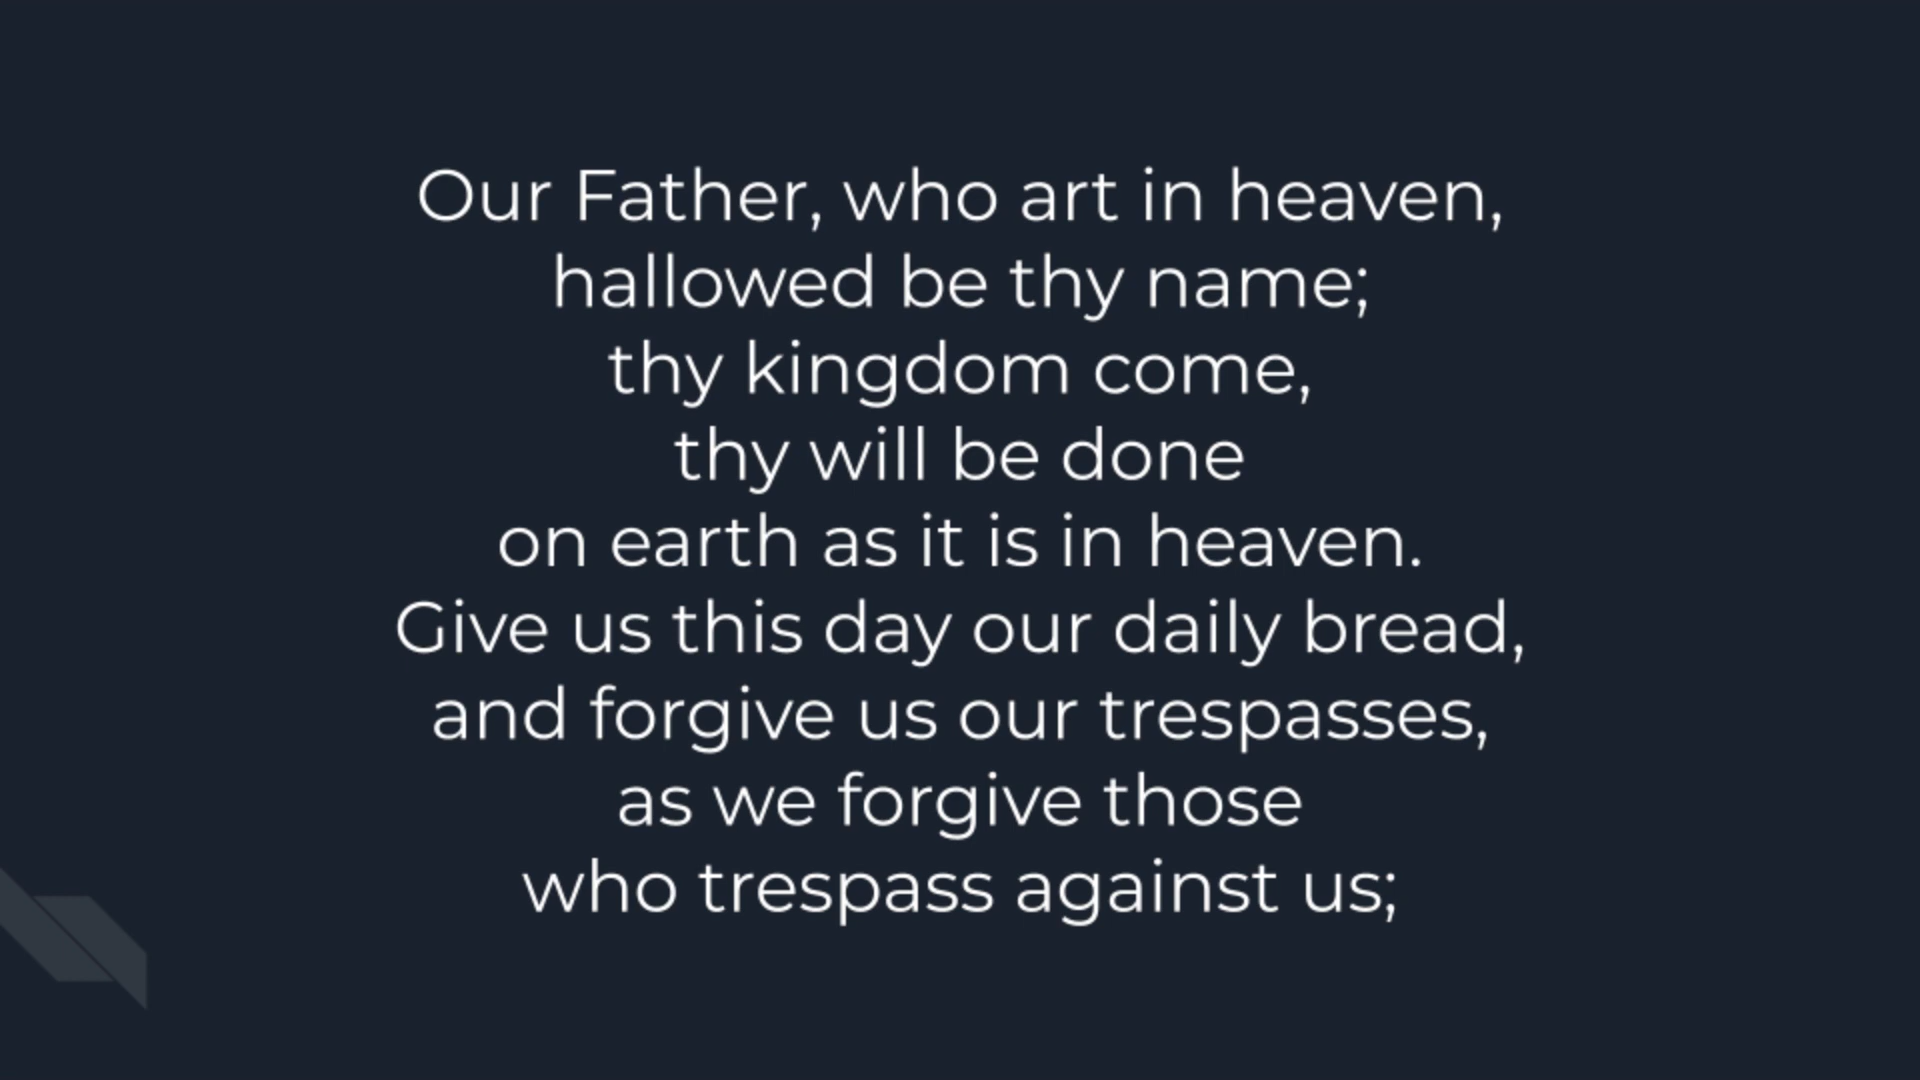 Our Father, who art in heaven,
hallowed be thy name;
thy kingdom come,
thy will be done
on earth as it is in heaven.
Give us this day our daily bread,
and forgive us our trespasses,
as we forgive those
who trespass against us;